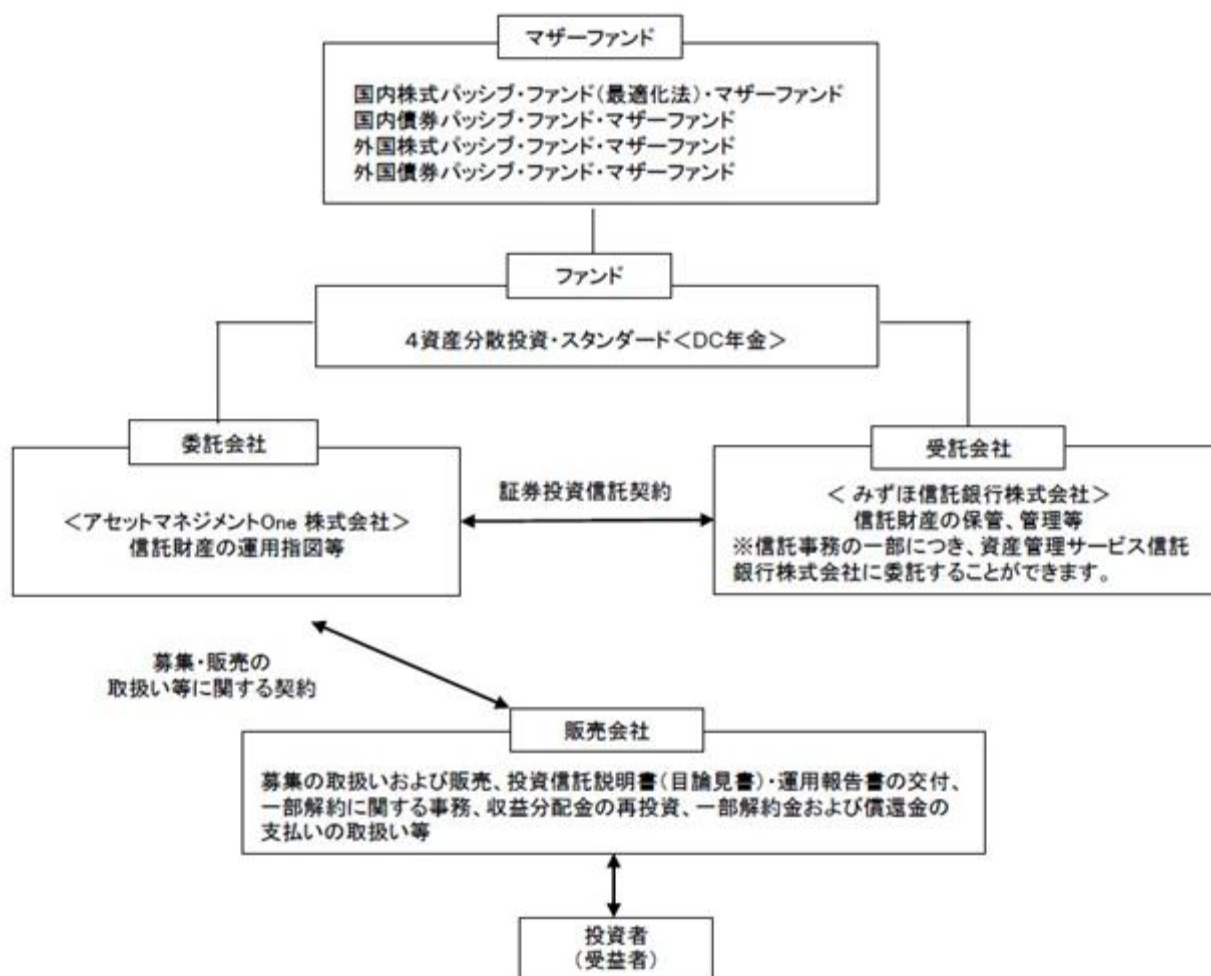 マザーファンド
国内株式パッシブ・ファンド(最適化法)・マザーファンド
国内債券パッシブ・ファンド・マザーファンド
外国株式パッシブ・ファンド・マザーファンド
外国債券パッシブ・ファンド・マザーファンド
ファンド
4資産分散投資・スタンダード<DC年金>
委託会社
<アセットマネジメントOne 株式会社>
信託財産の運用指図等
証券投資信託契約
受託会社
< みずほ信託銀行株式会社>
信託財産の保管、管理等
※信託事務の一部につき、資産管理サービス信託
銀行株式会社に委託することができます。
募集・販売の
取扱い等に関する契約
販売会社
募集の取扱いおよび販売、投資信託説明書(目論見書)・運用報告書の交付、
一部解約に関する事務、収益分配金の再投資、一部解約金および償還金の
支払いの取扱い等
投資者
(受益者)